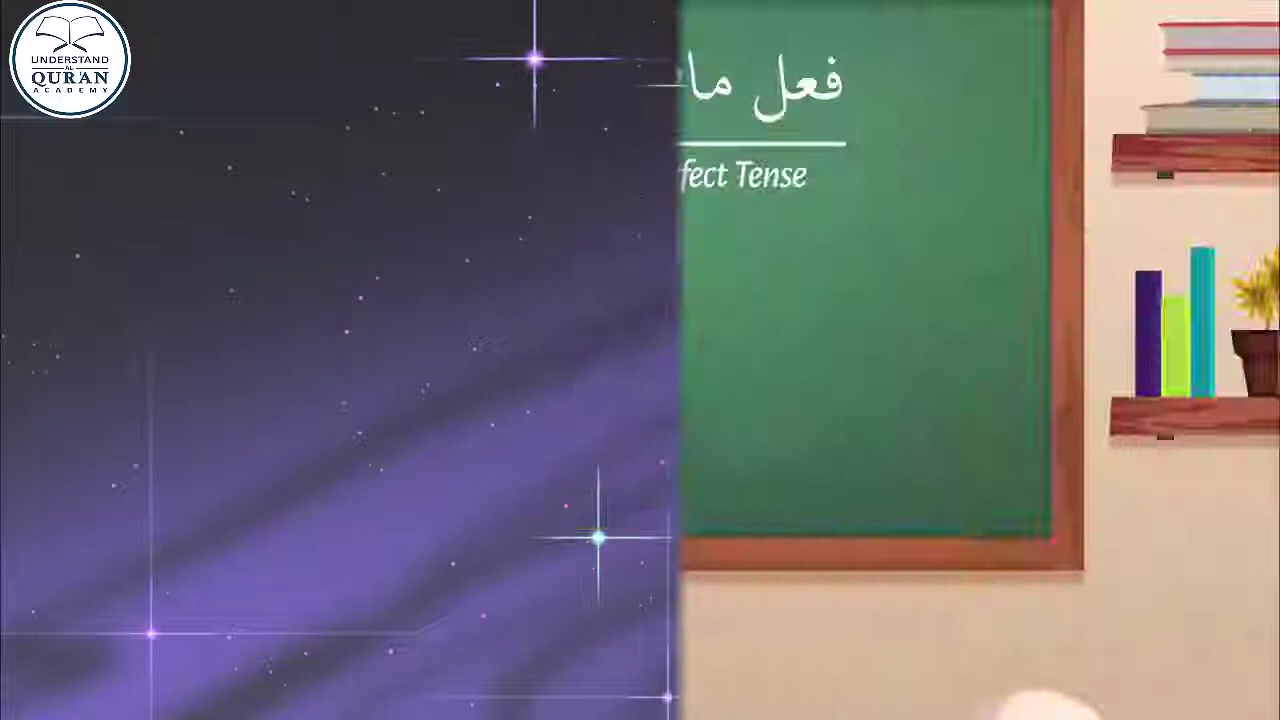 UNDERSTAND
AL
QURAN
ACADEMY
فعل ما
fect Tense